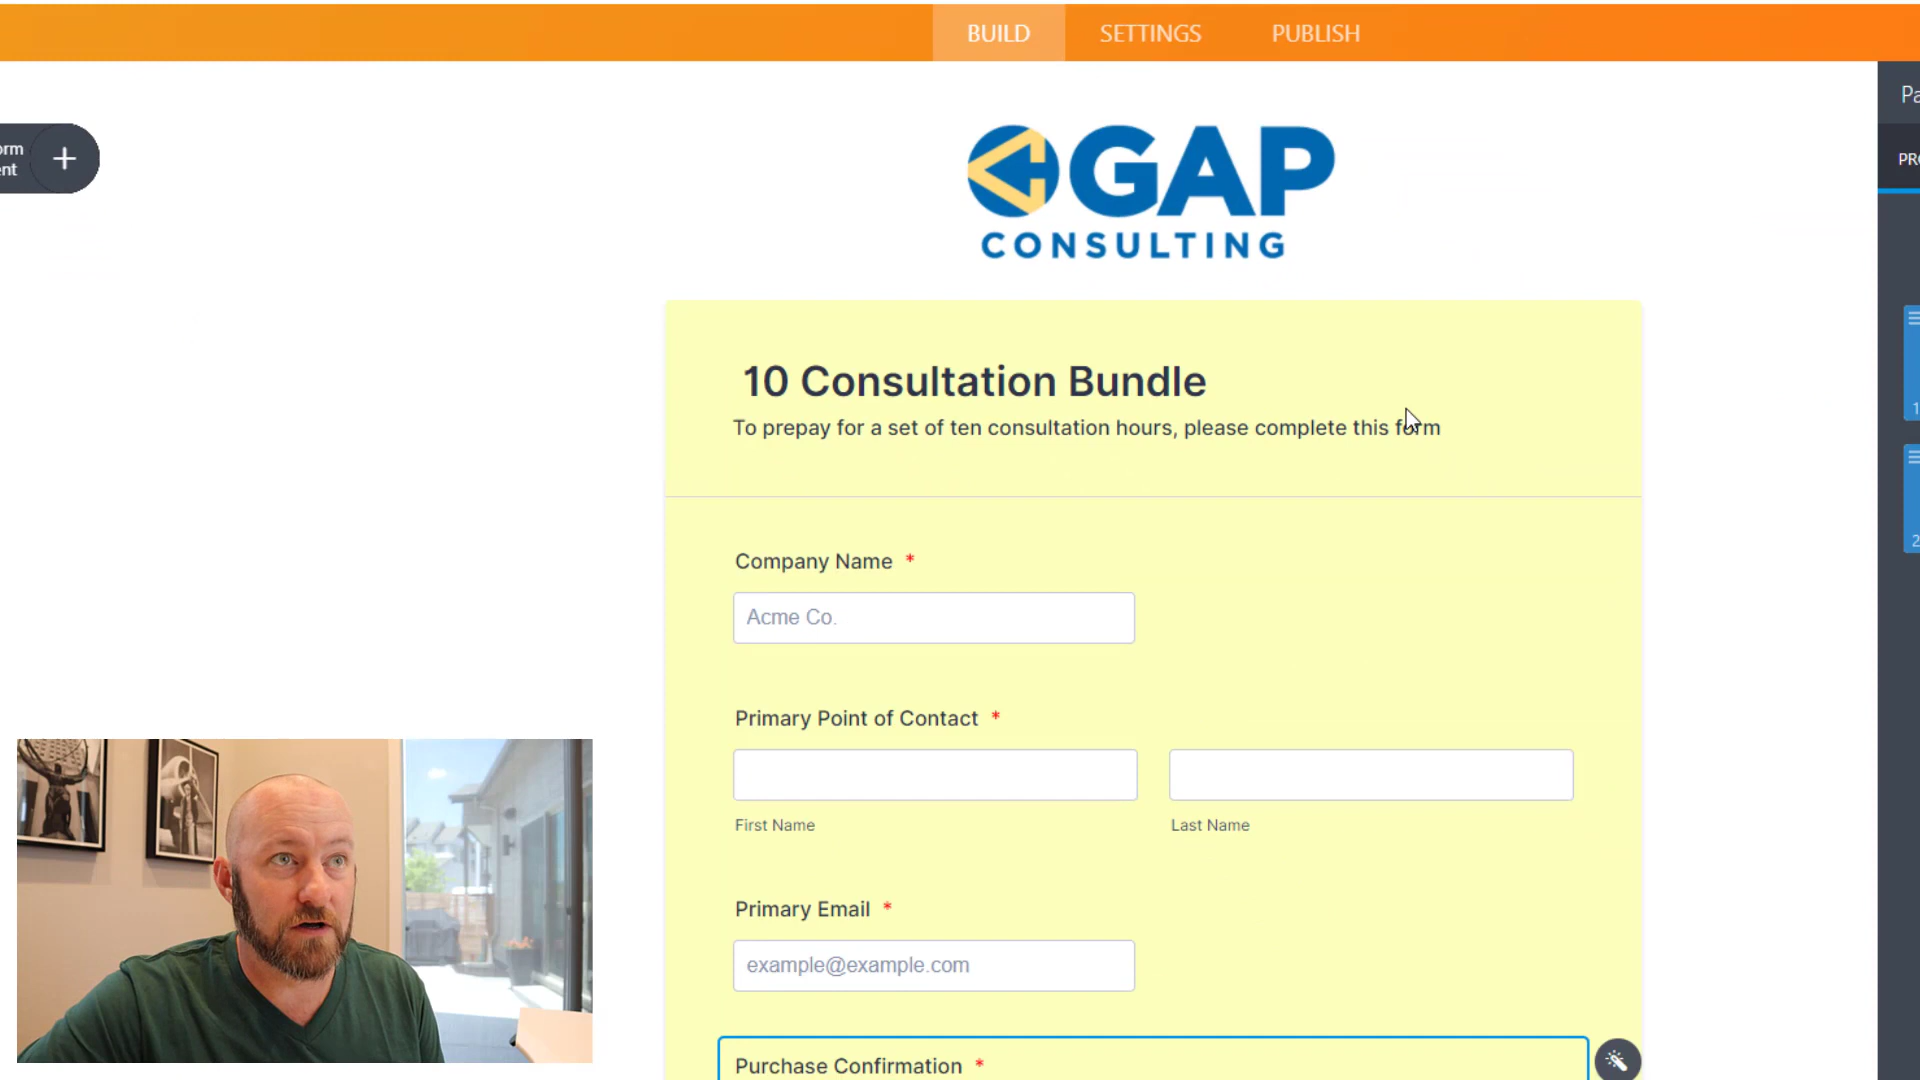 BUILD SETTINGS PUBLISH
GAP
CONSULTING
10 Consultation Bundle
To prepay for a set of ten consultation hours, please complete this form
Company Name *
Acme Co.
Primary Point of Contact *
First Name Last Name
Primary Email *
example@example.com
Purchase Confirmation *